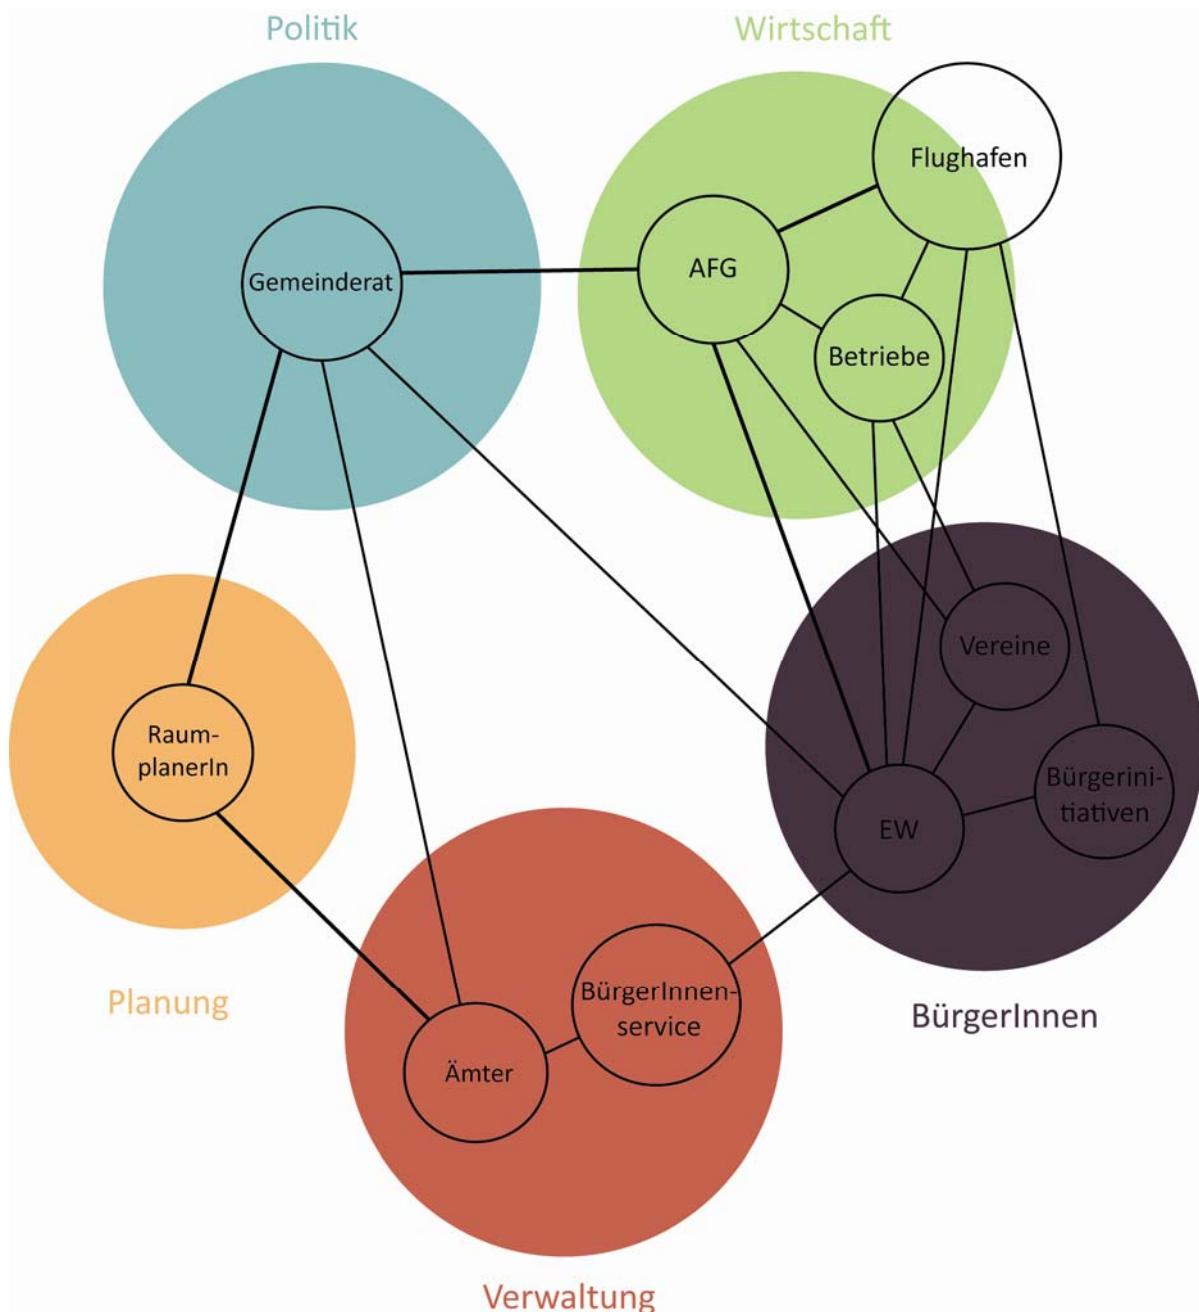 Politik
Wirtschaft
Flughafen
Gemeinderat
AFG
Betriebe
Vereine
Raum-
planerIn
Bürgerini-
tiativen
EW
Planung
BürgerInnen-
service
BürgerInnen
Ämter
Verwaltung